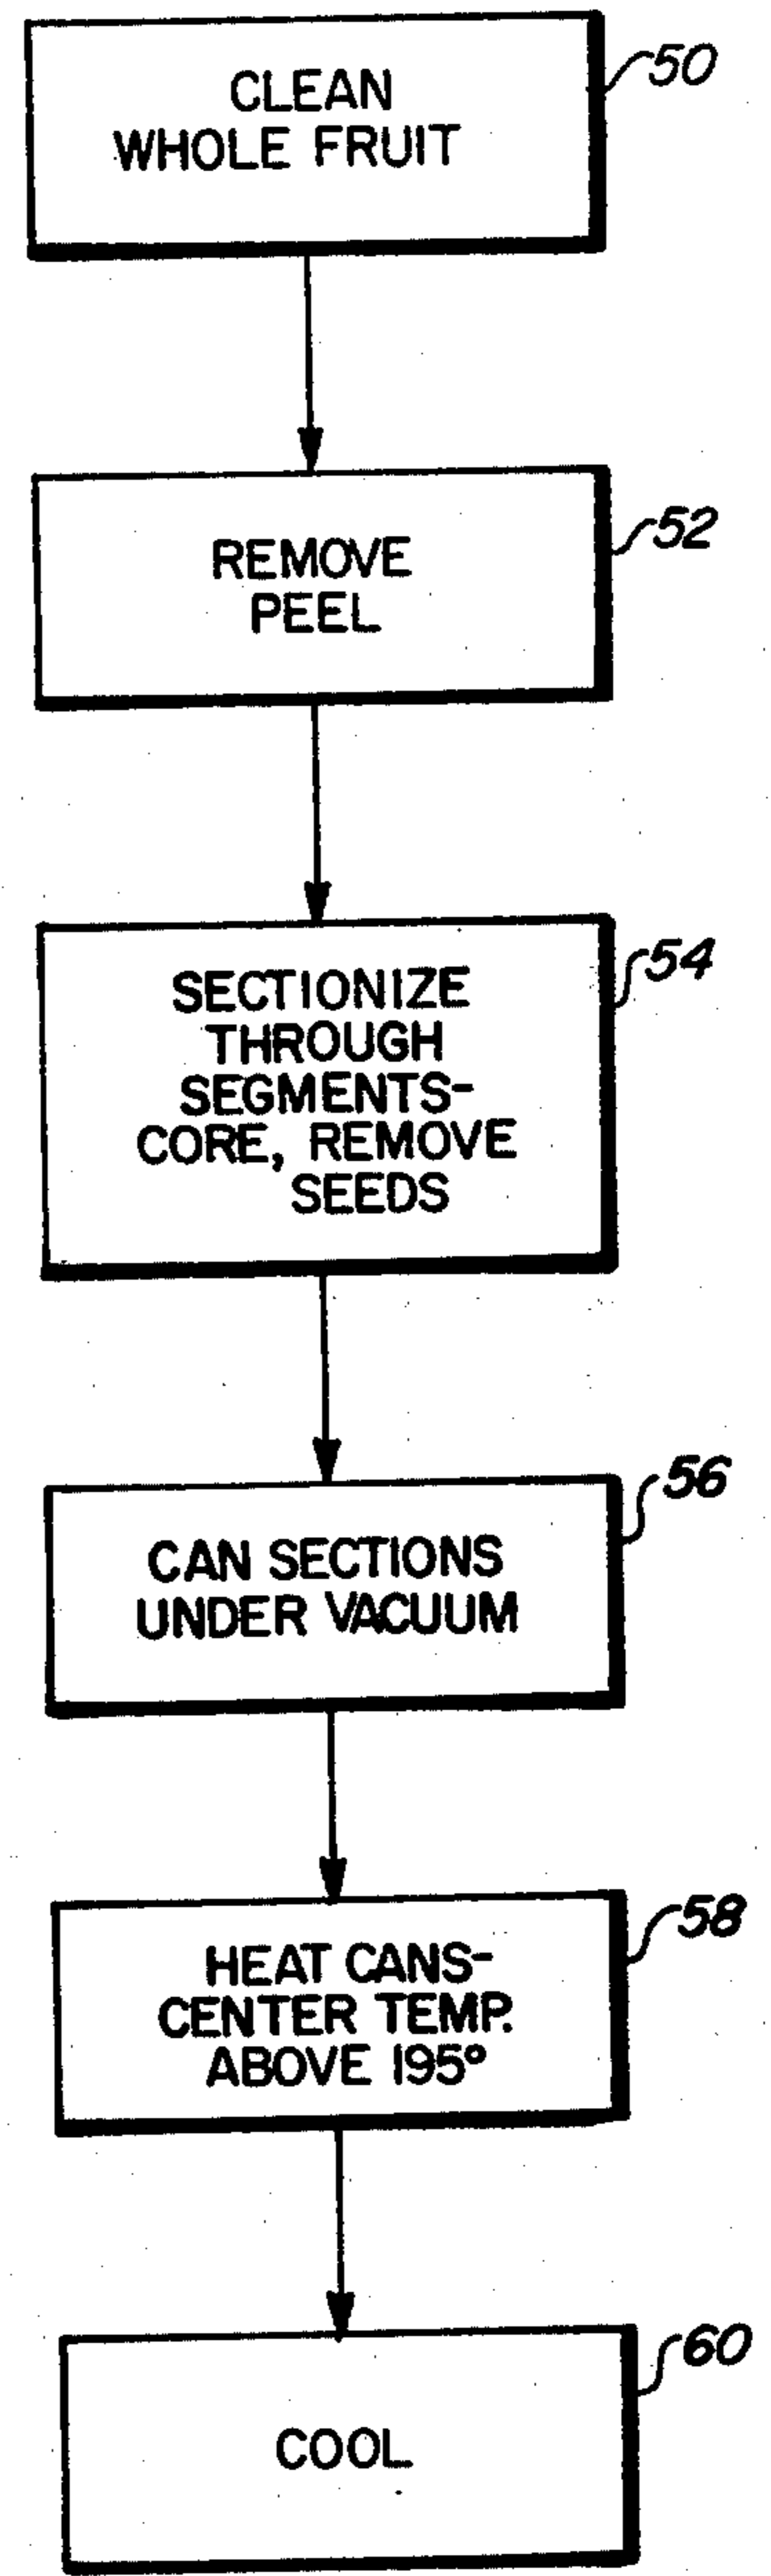 CLEAN
WHOLE FRUIT
50
REMOVE
PEEL
52
SECTIONIZE
THROUGH
SEGMENTS-
CORE, REMOVE
SEEDS
54
CAN SECTIONS
UNDER VACUUM
56
HEAT CANS-
CENTER TEMP.
ABOVE 195°
58
COOL
60